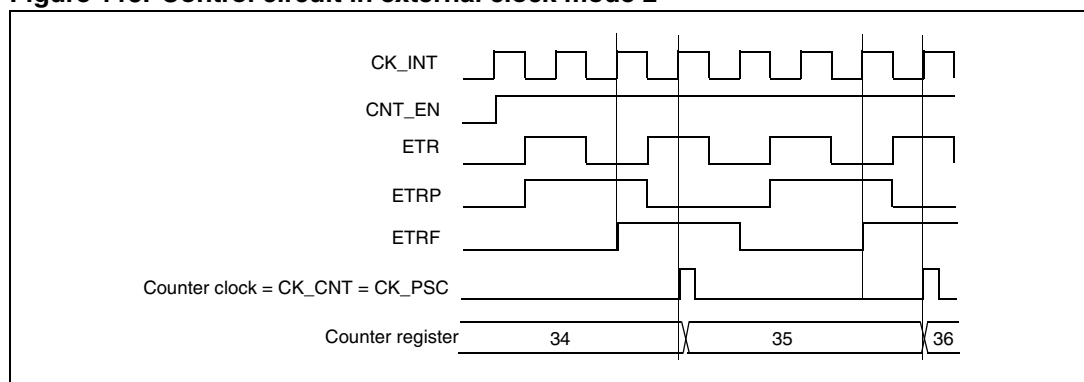 Figure Control circuit in external clock mode 2
CK_INT
CNT_EN
ETR
ETRP
ETRF
Counter clock = CK_CNT = CK_PSC
Counter register 34 35 36